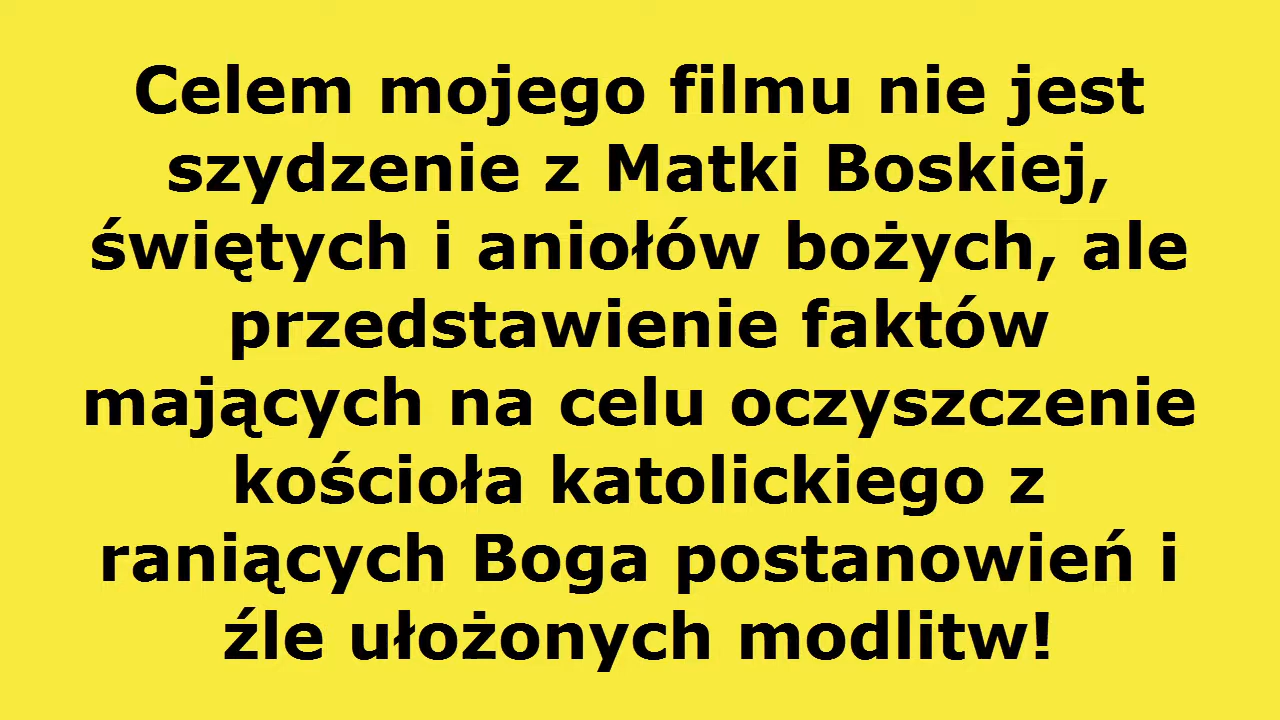 Celem mojego filmu nie jest
szydzenie z Matki Boskiej,
świętych i aniołów bożych, ale
przedstawienie faktów
mających na celu oczyszczenie
kościoła katolickiego z
raniących Boga postanowień i
źle ułożonych modlitw!